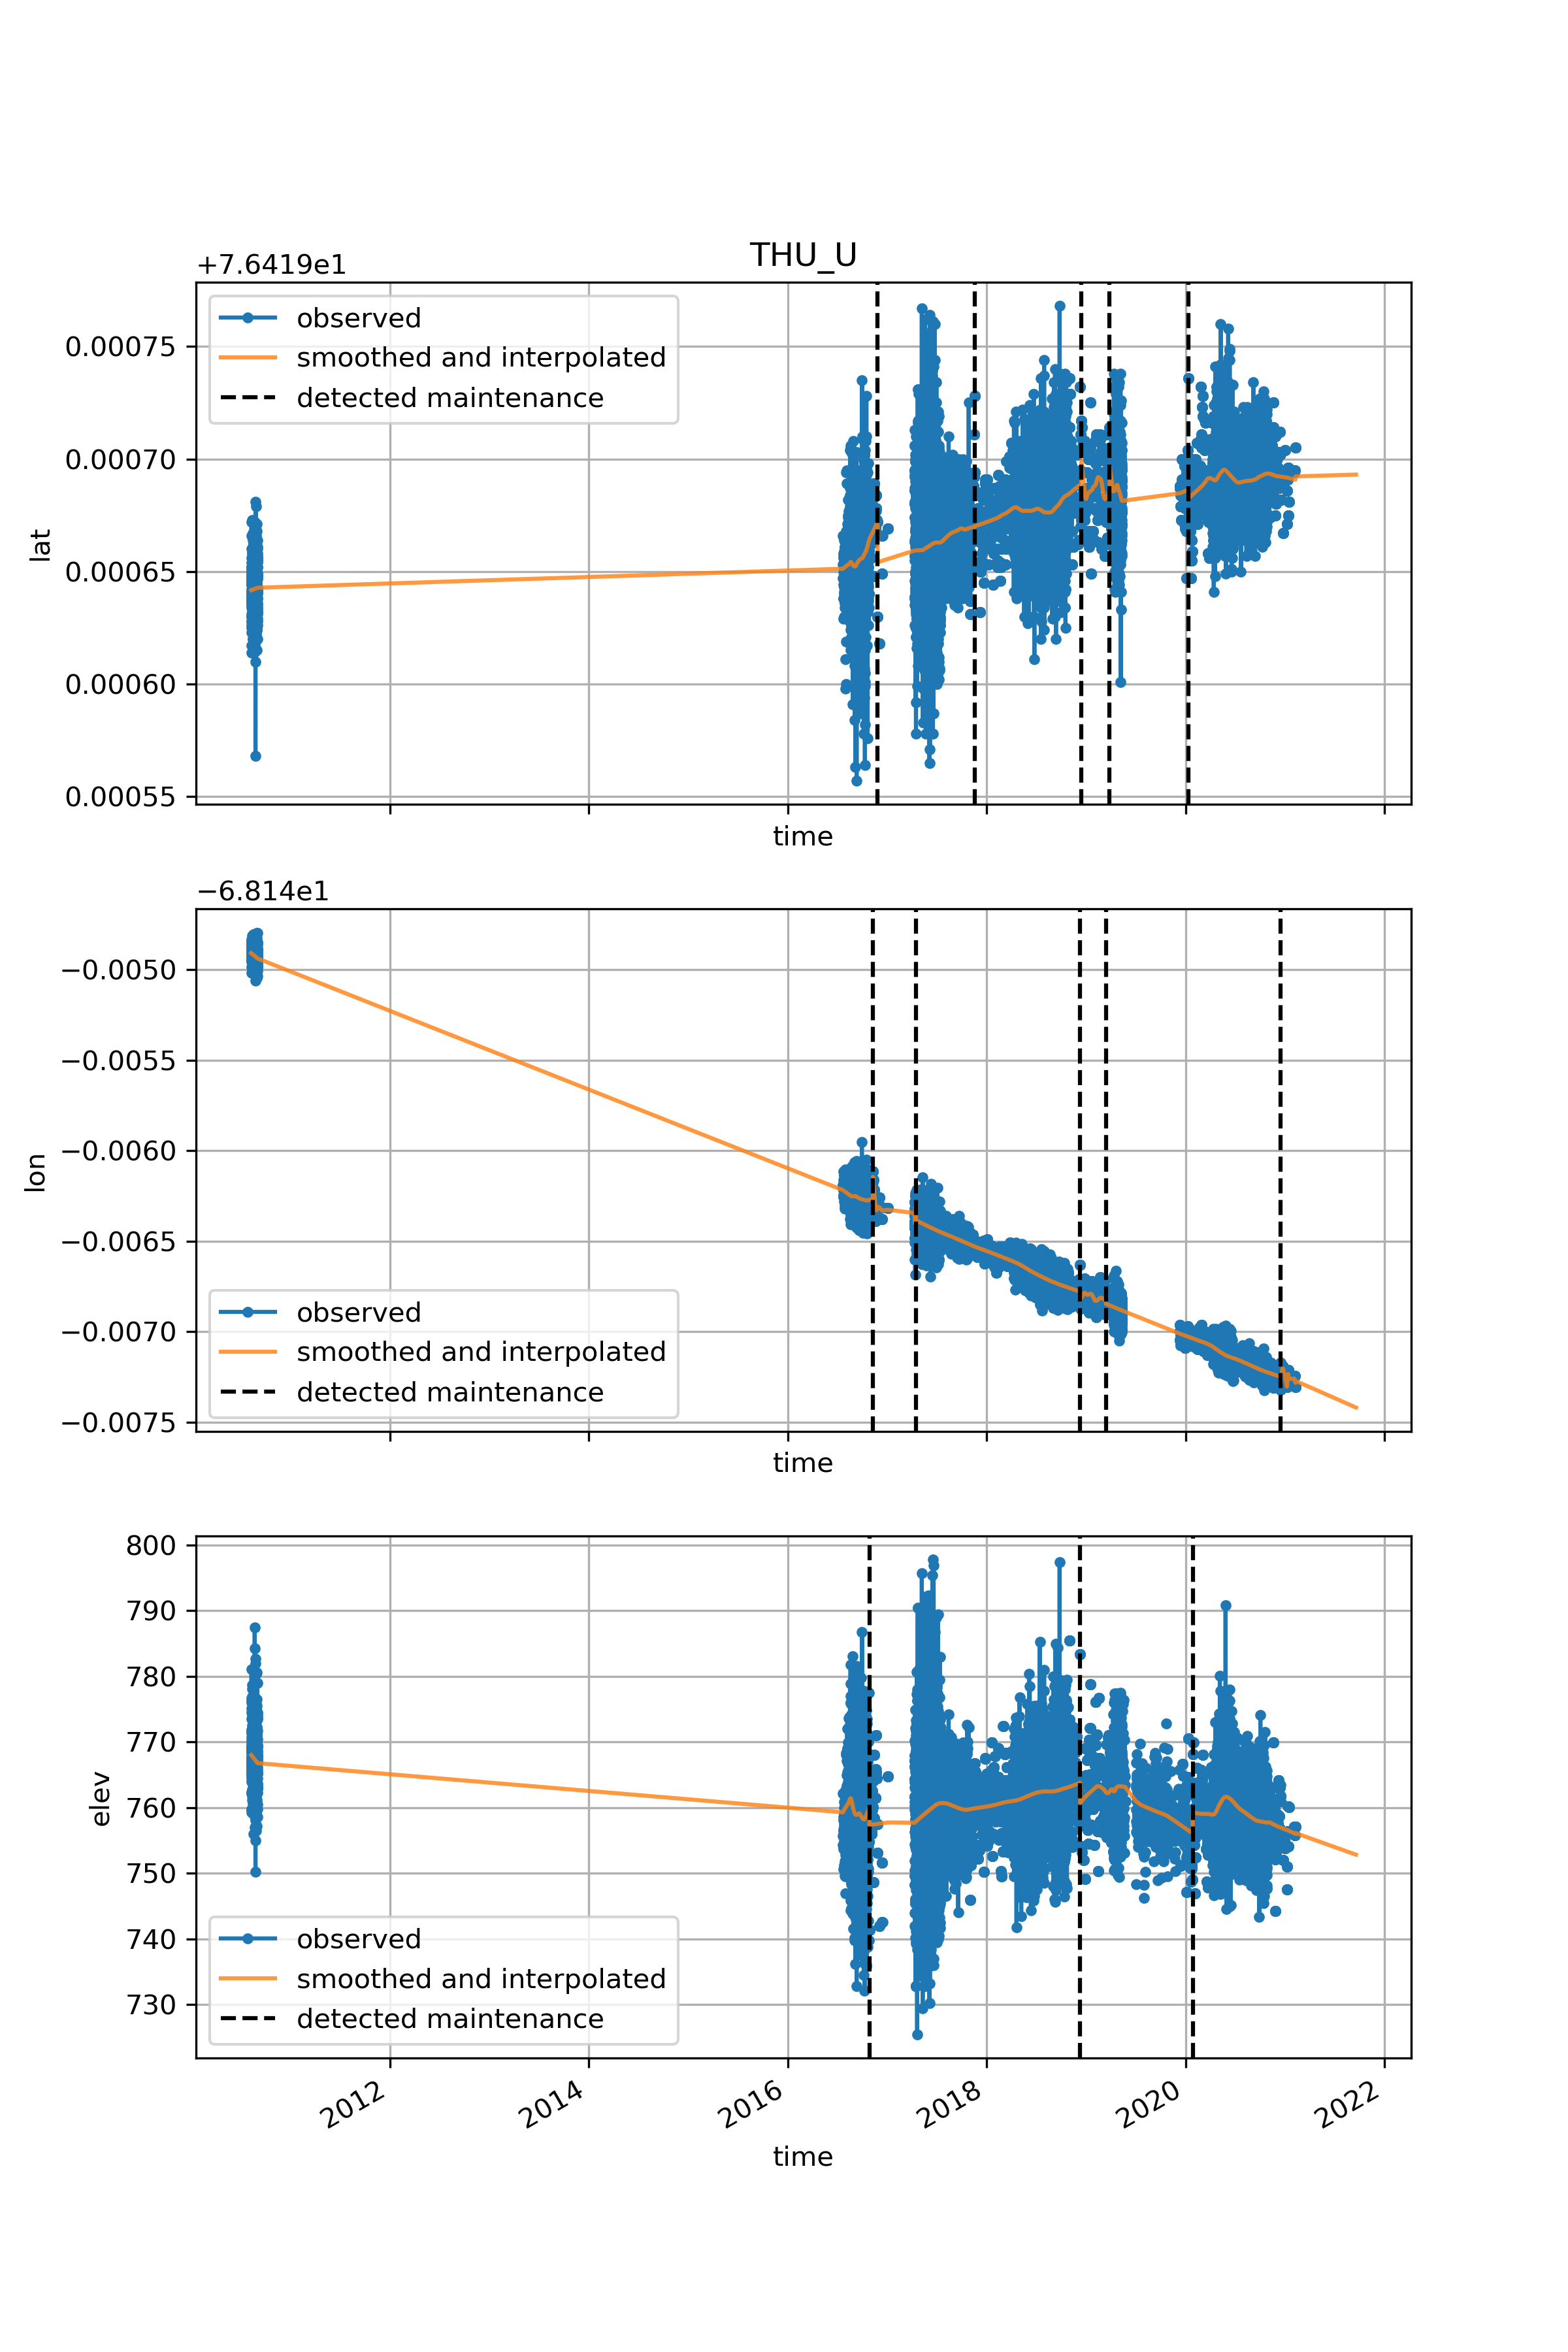 THU_U
+7.6419e1
observed
smoothed and interpolated
detected maintenance
0.00075
0.00070
0.00065
0.00060
0.00055
lat
time
−6.814e1
−0.0050
−0.0055
−0.0060
−0.0065
−0.0070
−0.0075
lon
observed
smoothed and interpolated
detected maintenance
time
800
790
780
770
760
750
740
730
elev
observed
smoothed and interpolated
detected maintenance
2012 2014 2016 2018 2020 2022
time